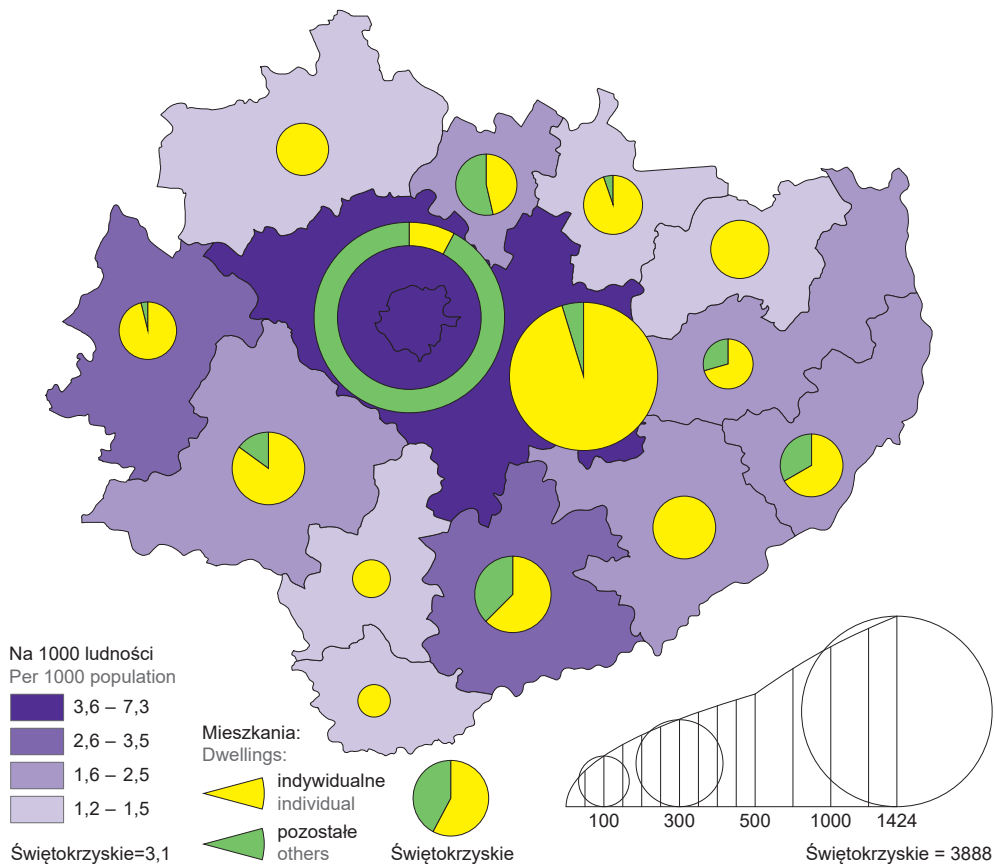 Na 1000 ludności
Per 1000 population
3,6 – 7,3
2,6 – 3,5
1,6 – 2,5
1,2 – 1,5
Świętokrzyskie=3,1
Mieszkania:
Dwellings:
indywidualne
individual
pozostałe
others
Świętokrzyskie
100 300 500 1000 1424
Świętokrzyskie = 3888